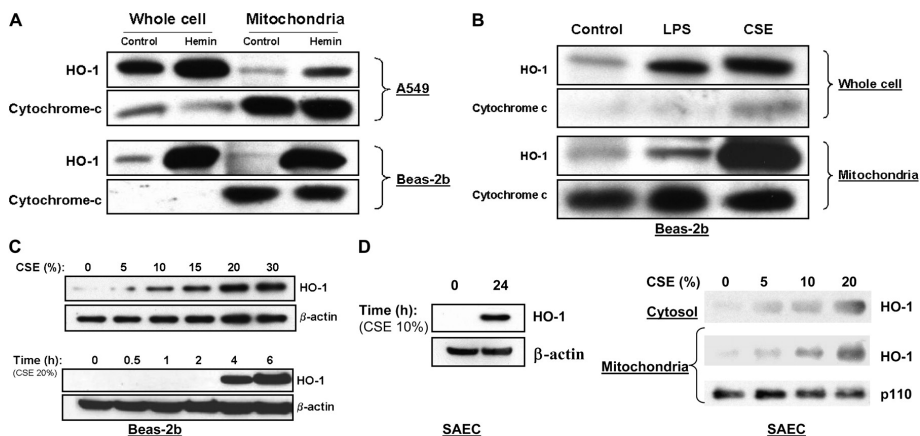 A
Whole cell Mitochondria
Control Hemin Control Hemin
HO-1
Cytochrome-c
A549
HO-1
Cytochrome-c
Beas-2b
B
Control LPS CSE
HO-1
Cytochrome c
Whole cell
HO-1
Cytochrome c
Mitochondria
Beas-2b
C
CSE (%): 0 5 10 15 20 30
HO-1
β-actin
Time (h): 0 0.5 1 2 4 6
(CSE 20%)
HO-1
β-actin
Beas-2b
D
0 24
Time (h):
(CSE 10%)
HO-1
β-actin
SAEC
CSE (%) 0 5 10 20
Cytosol HO-1
HO-1
Mitochondria
p110
SAEC